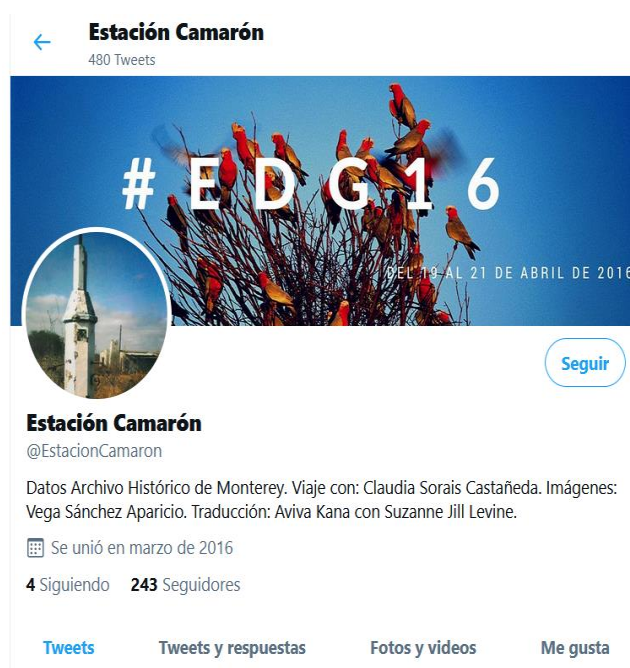 Estación Camarón
480 Tweets
#EDG16
DEL 19 AL 21 DE ABRIL DE 2016
Seguir
Estación Camarón
@EstacionCamaron
Datos Archivo Histórico de Monterey. Viaje con: Claudia Sorais Castañeda. Imágenes:
Vega Sánchez Aparicio. Traducción: Aviva Kana con Suzanne Jill Levine.
Se unió en marzo de 2016
4 Siguiendo 243 Seguidores
Tweets Tweets y respuestas Fotos y videos Me gusta